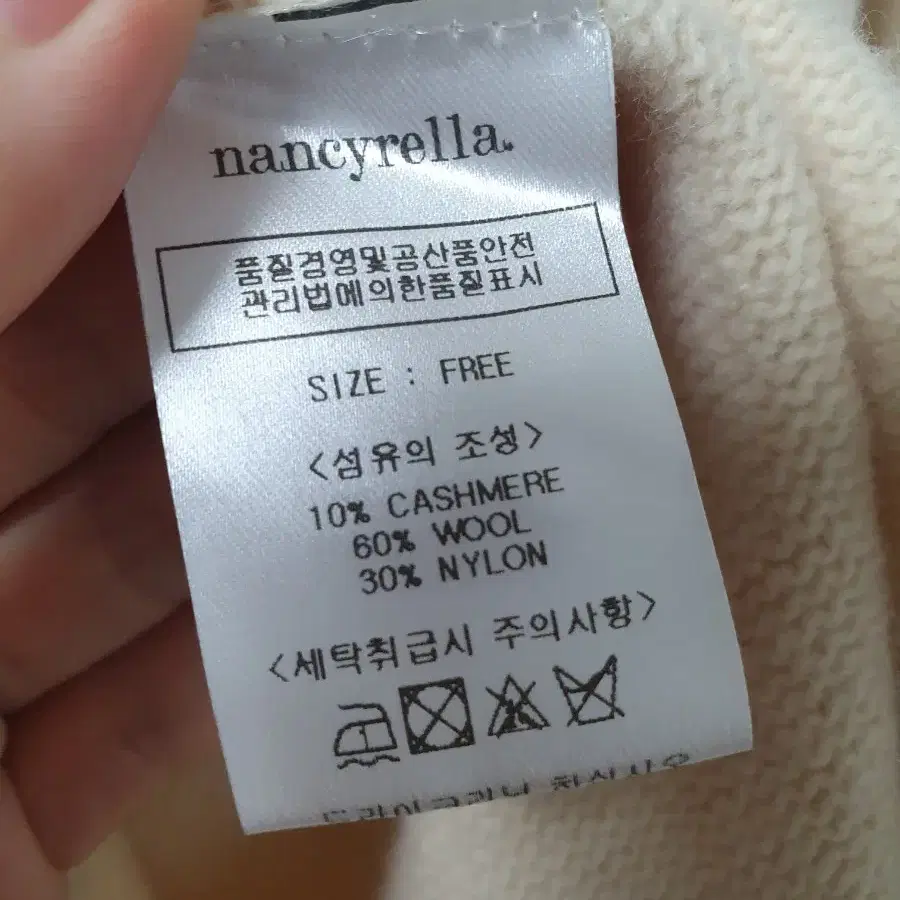 nancyrella.
품질경영및공산품안전
관리법에의한품질표시
SIZE : FREE
<섬유의 조성>
10% CASHMERE
60% WOOL
30% NYLON
<세탁취급시 주의사항>